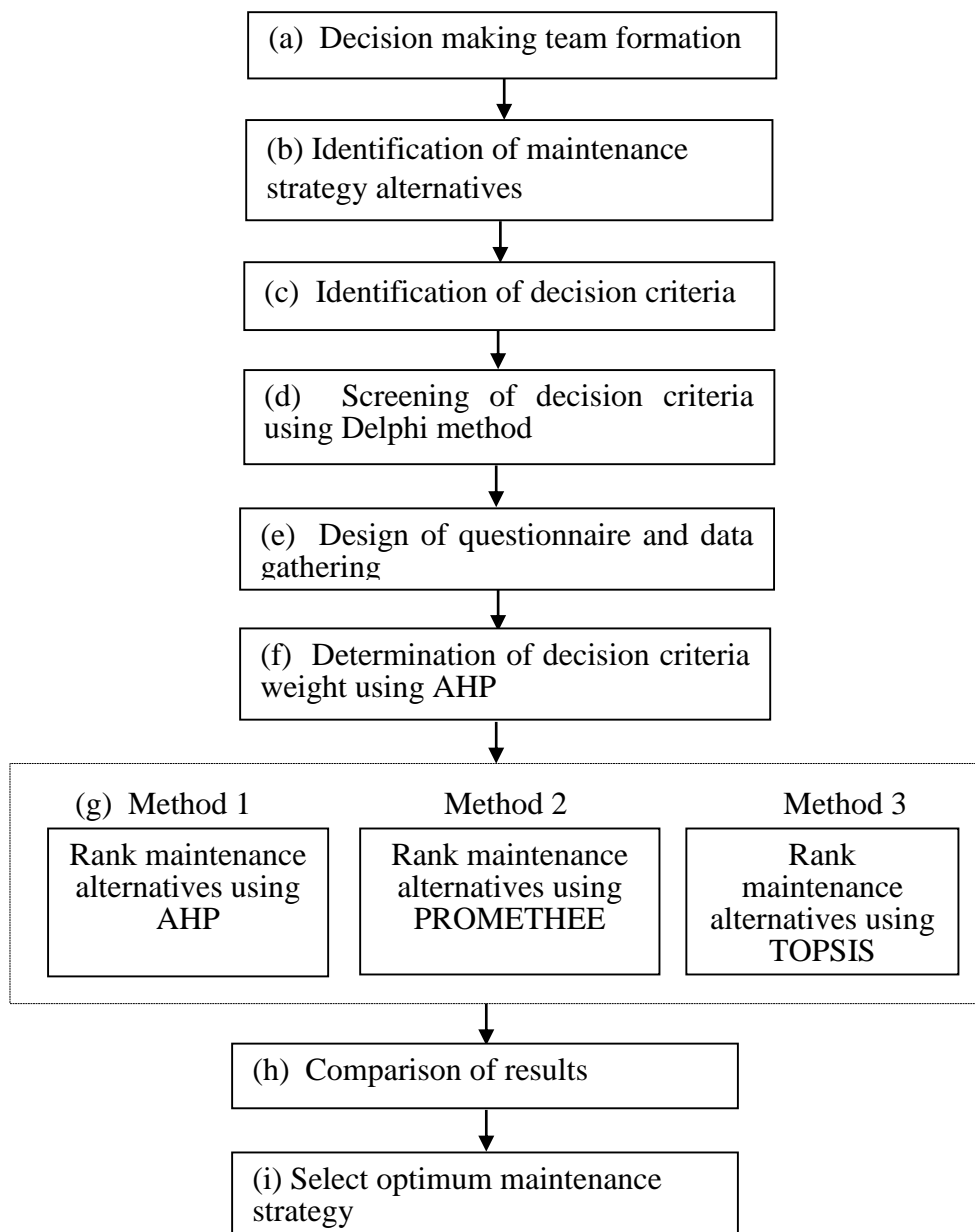 (a) Decision making team formation
(b) Identification of maintenance
strategy alternatives
(c) Identification of decision criteria
(d) Screening of decision criteria
using Delphi method
(e) Design of questionnaire and data
gathering
(f) Determination of decision criteria
weight using AHP
(g) Method 1
Rank maintenance
alternatives using
AHP
Method 2
Rank maintenance
alternatives using
PROMETHEE
Method 3
Rank
maintenance
alternatives using
TOPSIS
(h) Comparison of results
(i) Select optimum maintenance
strategy